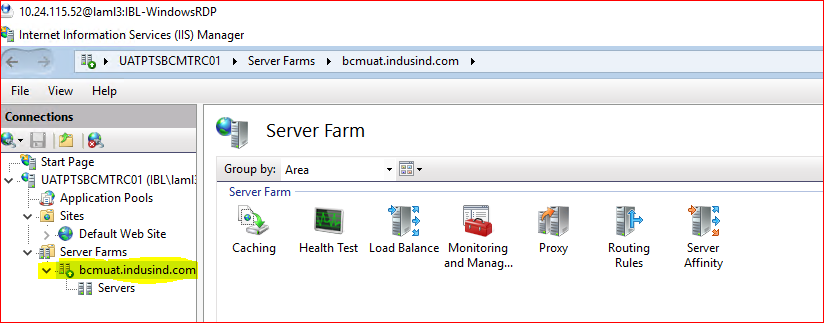 10.24.115.52@Iaml3:IBL-WindowsRDP
Internet Information Services (IIS) Manager
UATPTSBCMTRC01 Server Farms bcmuat.indusind.com
File View Help
Connections
Start Page
UATPTSBCMTRC01 (IBL\Iaml3
Application Pools
Sites
Default Web Site
Server Farms
bcmuat.indusind.com
Servers
Server Farm
Group by: Area
Server Farm
Caching
Health Test
Load Balance
Monitoring
and Manag...
Proxy
Routing
Rules
Server
Affinity